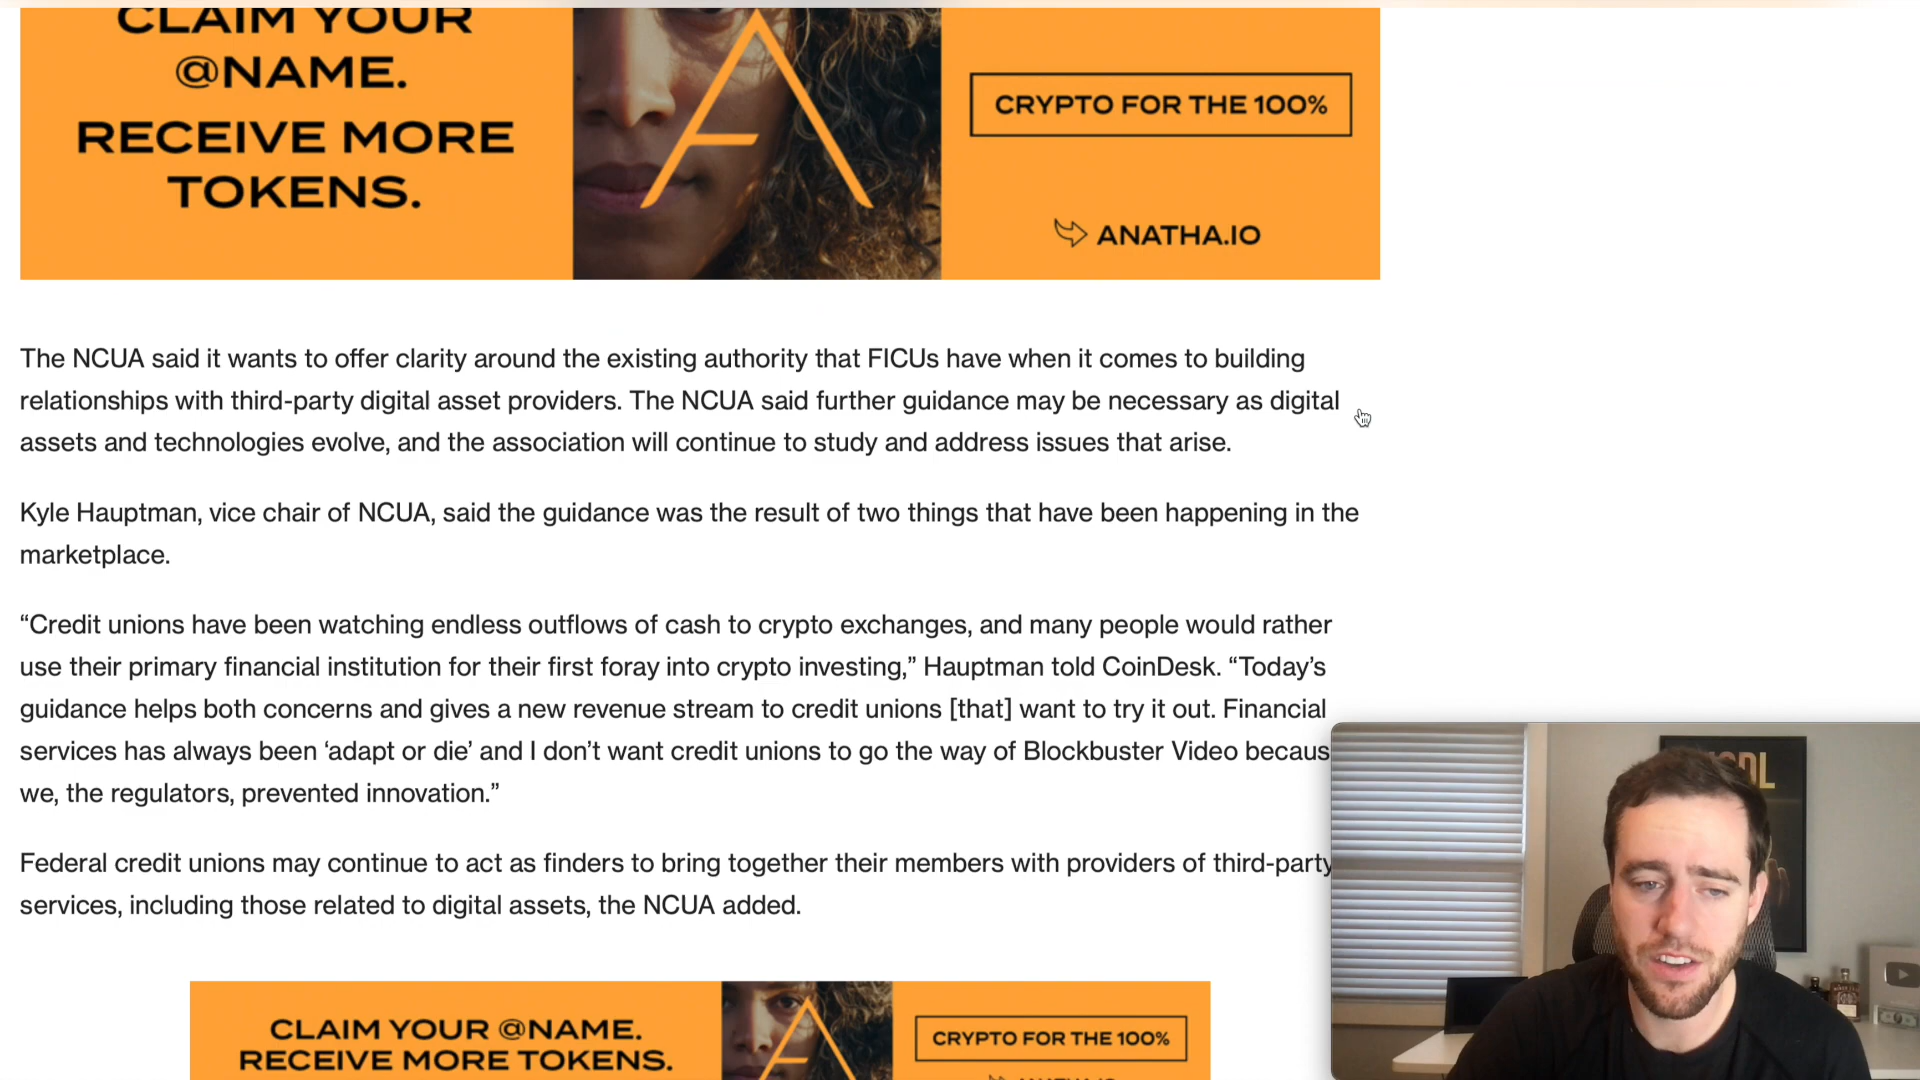 CLAIM YOUR
@NAME.
RECEIVE MORE
TOKENS.
CRYPTO FOR THE 100%
ANATHA.IO
The NCUA said it wants to offer clarity around the existing authority that FICUs have when it comes to building
relationships with third-party digital asset providers. The NCUA said further guidance may be necessary as digital
assets and technologies evolve, and the association will continue to study and address issues that arise.
Kyle Hauptman, vice chair of NCUA, said the guidance was the result of two things that have been happening in the
marketplace.
“Credit unions have been watching endless outflows of cash to crypto exchanges, and many people would rather
use their primary financial institution for their first foray into crypto investing,” Hauptman told CoinDesk. “Today’s
guidance helps both concerns and gives a new revenue stream to credit unions [that] want to try it out. Financial
services has always been ‘adapt or die’ and I don’t want credit unions to go the way of Blockbuster Video becaus
we, the regulators, prevented innovation.”
Federal credit unions may continue to act as finders to bring together their members with providers of third-party
services, including those related to digital assets, the NCUA added.
CLAIM YOUR @NAME.
RECEIVE MORE TOKENS.
CRYPTO FOR THE 100%